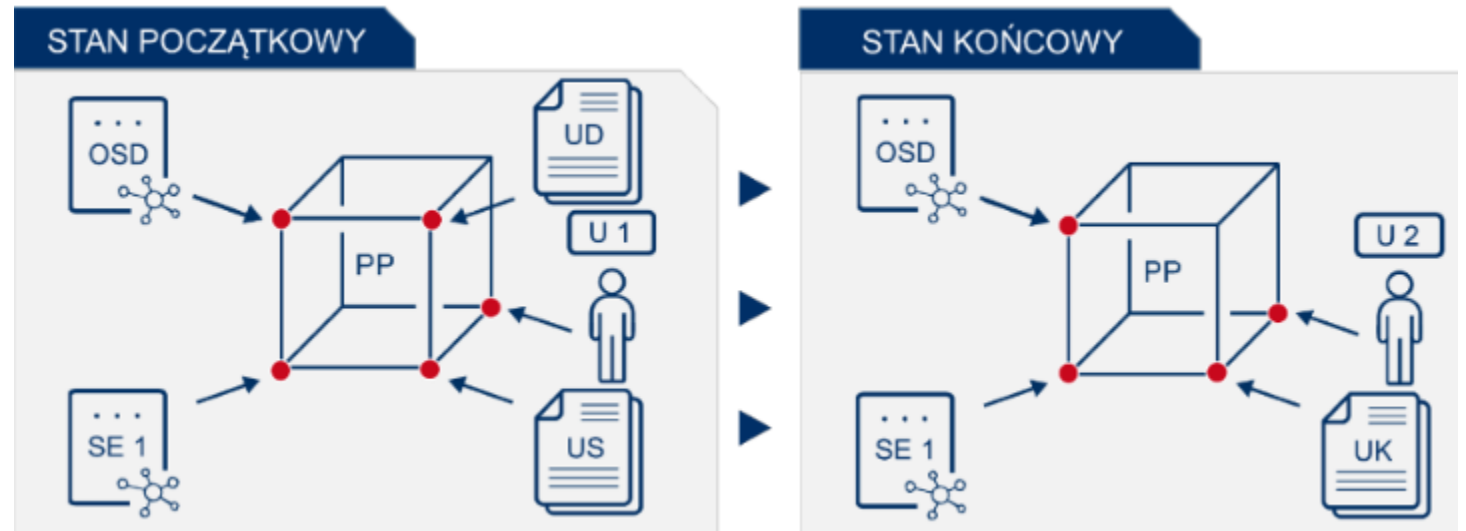 STAN POCZĄTKOWY
OSD
UD
U 1
PP
SE 1
US
STAN KOŃCOWY
OSD
U 2
PP
SE 1
UK